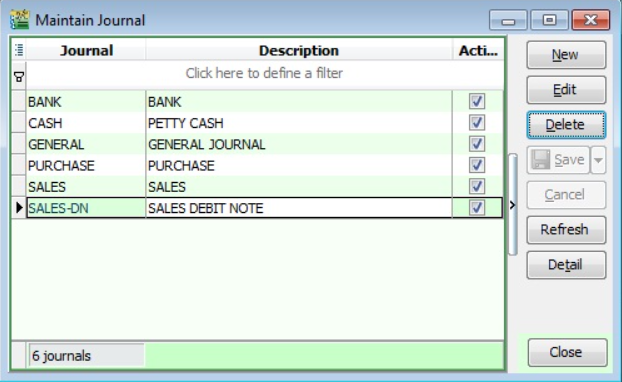 Maintain Journal
Journal Description Acti...
Click here to define a filter
BANK BANK
CASH PETTY CASH
GENERAL GENERAL JOURNAL
PURCHASE PURCHASE
SALES SALES
SALES-DN SALES DEBIT NOTE
6 journals
New
Edit
Delete
Save
Cancel
Refresh
Detail
Close